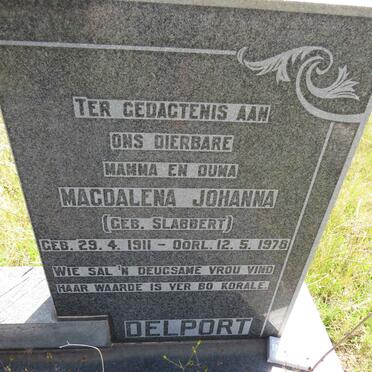 TER GEDAGTENIS AAN
ONS DIERBARE
MAMMA EN OUMA
MAGDALENA JOHANNA
(GEB. SLABBERT)
GEB. 29. 4. 1911 – OORL. 12. 5. 1978
WIE SAL 'N DEUGSAME VROU VIND
HAAR WAARDE IS VER BO KORALE.
DELPORT